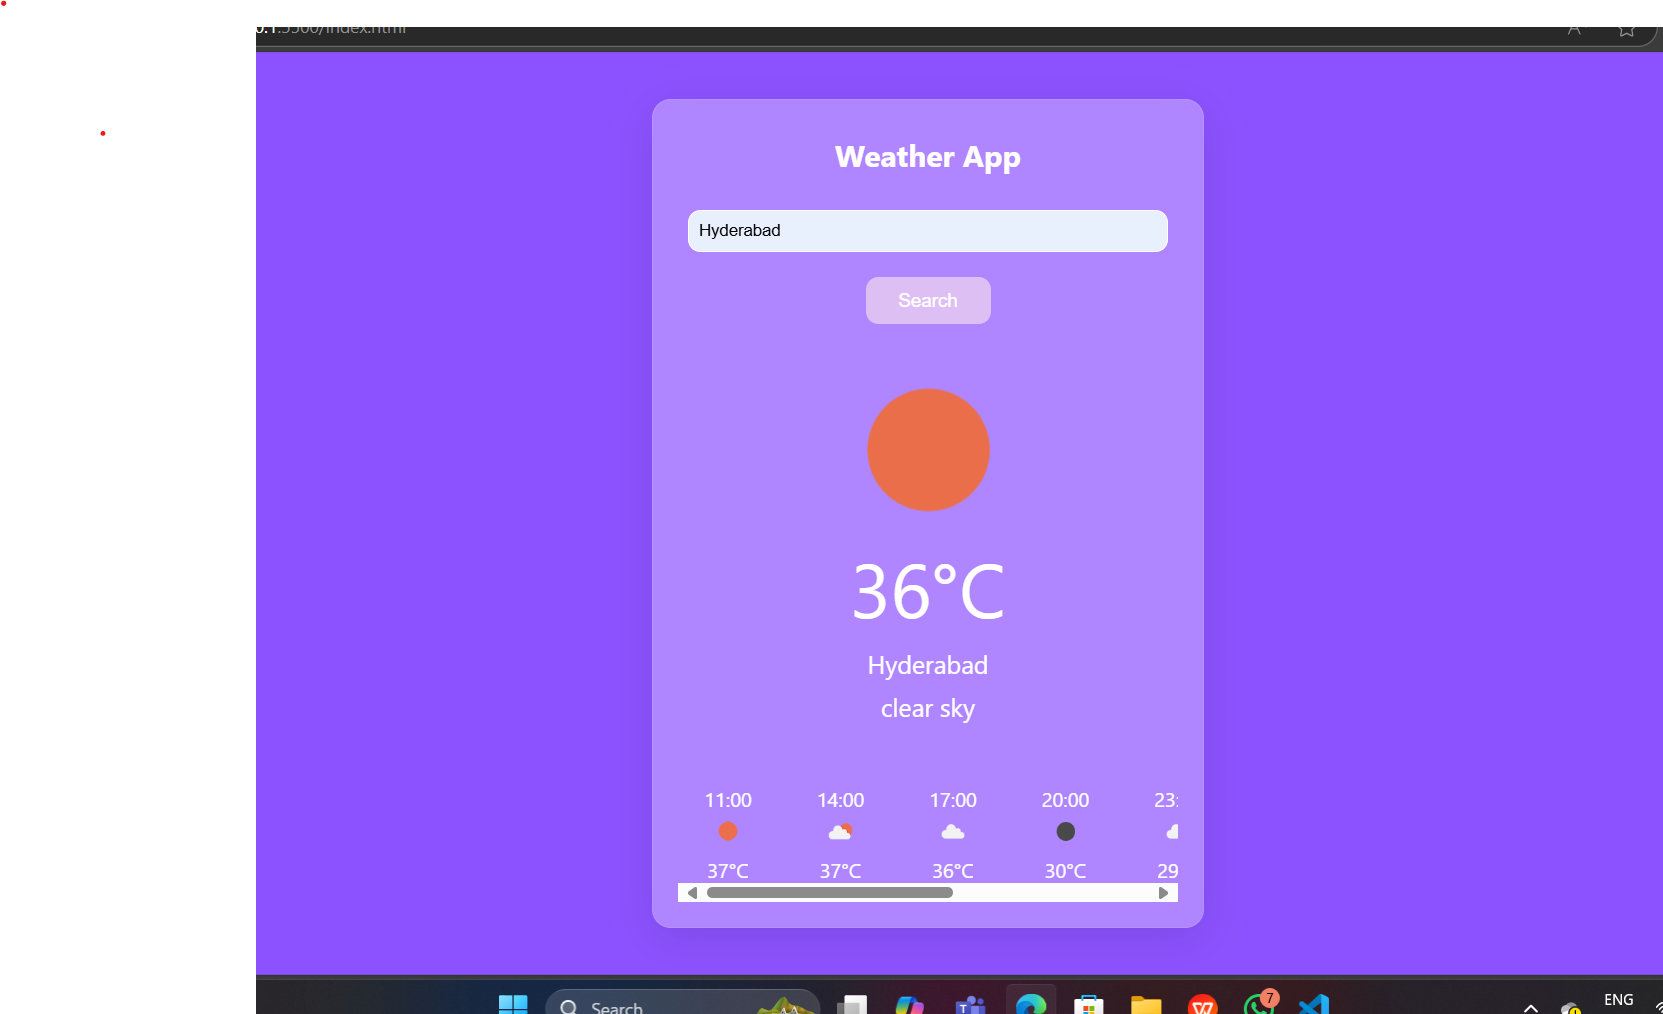 0.1:5500/index.html
Weather App
Hyderabad
Search
36°C
Hyderabad
clear sky
11:00 14:00 17:00 20:00 23:
37°C 37°C 36°C 30°C 29
Search
7
ENG